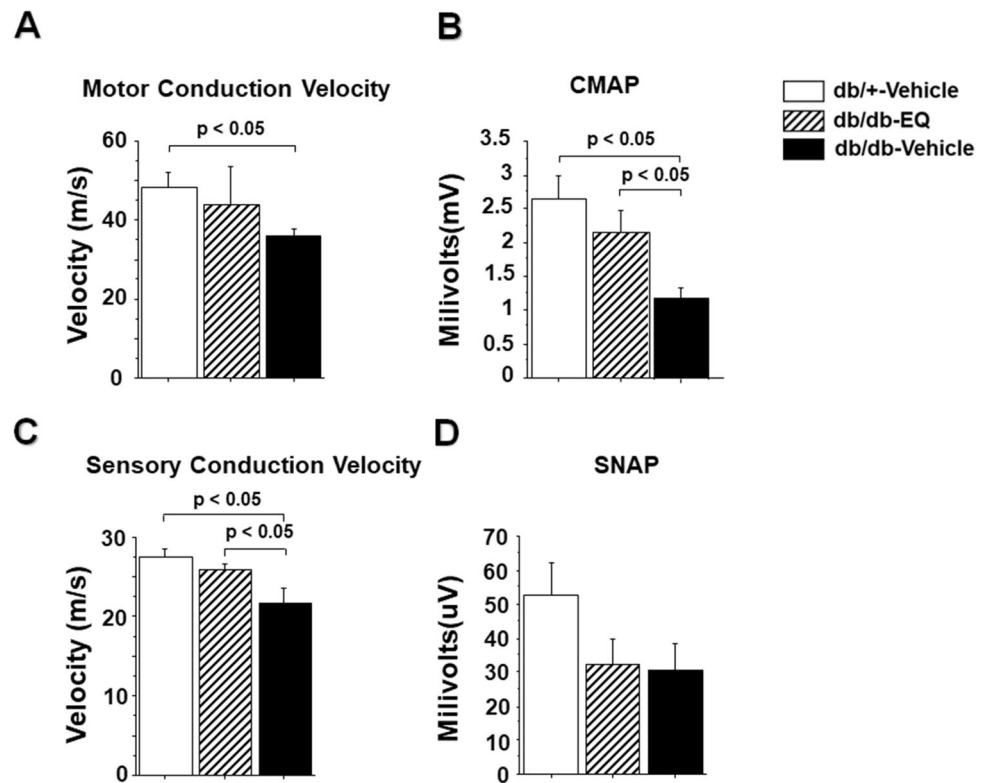 A
Motor Conduction Velocity
p < 0.05
Velocity (m/s)
60
40
20
0
B
CMAP
p < 0.05
p < 0.05
Milivolts(mV)
3.5
3
2.5
2
1.5
1
0.5
0
db/+-Vehicle
db/db-EQ
db/db-Vehicle
C
Sensory Conduction Velocity
p < 0.05
p < 0.05
Velocity (m/s)
30
20
10
0
D
SNAP
Milivolts(uV)
70
60
50
40
30
20
10
0